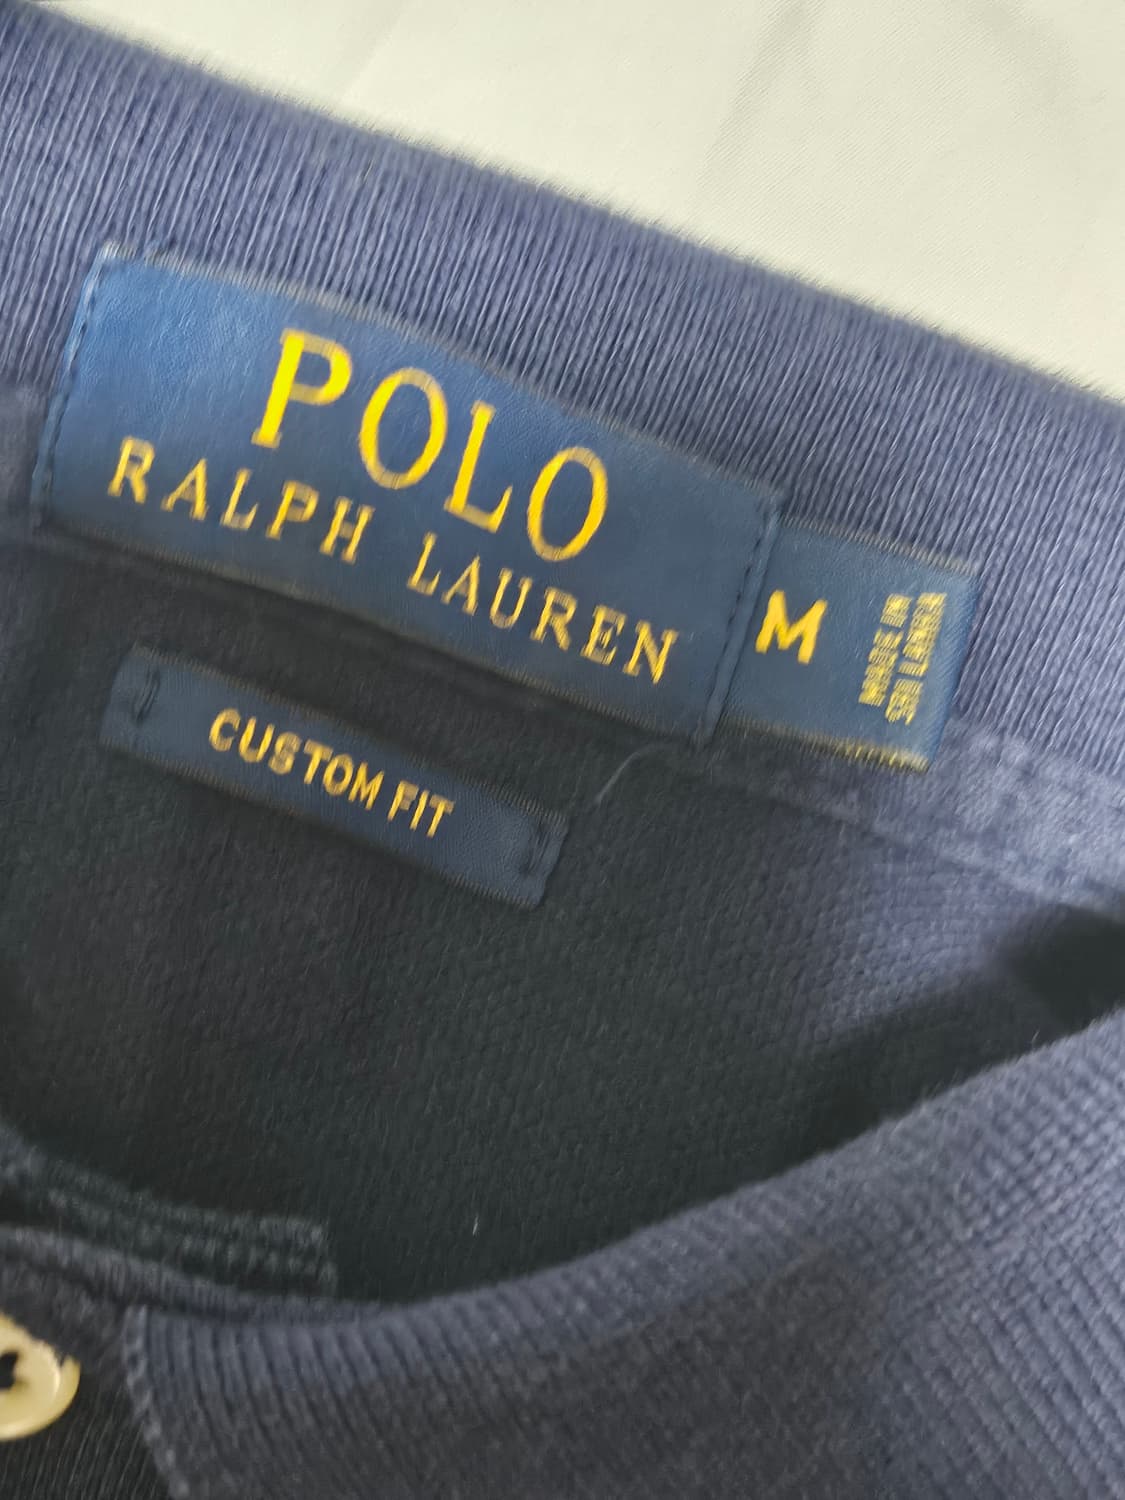 POLO
RALPH LAUREN
M
CUSTOM FIT